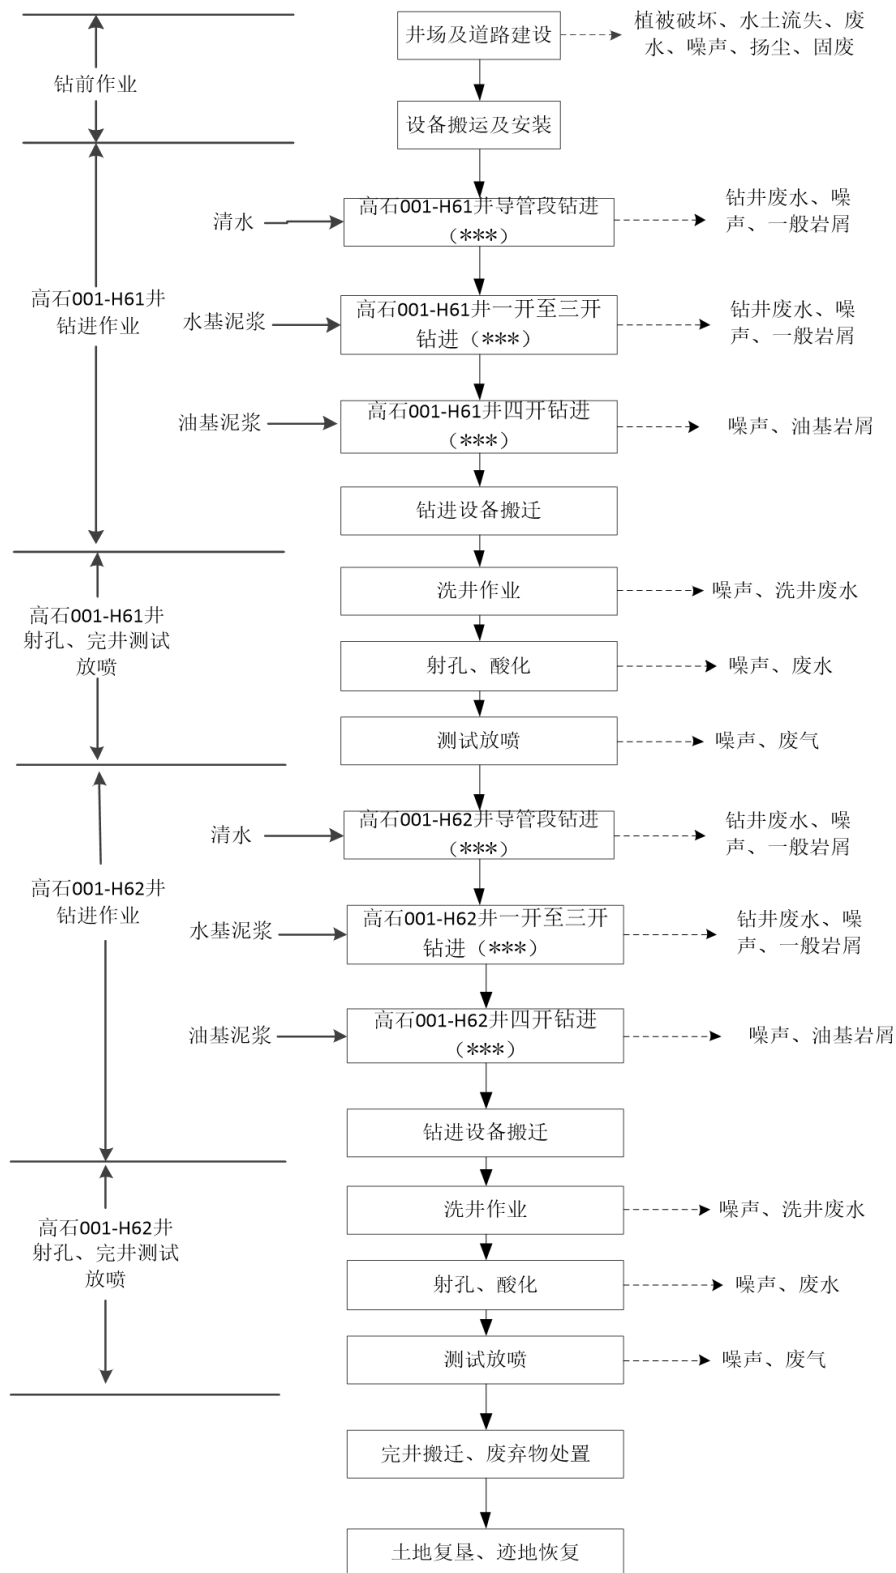 井场及道路建设
植被破坏、水土流失、废
水、噪声、扬尘、固废
钻前作业
设备搬运及安装
清水
高石001-H61井导管段钻进
（***）
钻井废水、噪
声、一般岩屑
高石001-H61井
钻进作业
水基泥浆
高石001-H61井一开至三开
钻进（***）
钻井废水、噪
声、一般岩屑
油基泥浆
高石001-H61井四开钻进
（***）
噪声、油基岩屑
钻进设备搬迁
高石001-H61井
射孔、完井测试
放喷
洗井作业
噪声、洗井废水
射孔、酸化
噪声、废水
测试放喷
噪声、废气
清水
高石001-H62井导管段钻进
（***）
钻井废水、噪
声、一般岩屑
高石001-H62井
钻进作业
水基泥浆
高石001-H62井一开至三开
钻进（***）
钻井废水、噪
声、一般岩屑
油基泥浆
高石001-H62井四开钻进
（***）
噪声、油基岩屑
钻进设备搬迁
高石001-H62井
射孔、完井测试
放喷
洗井作业
噪声、洗井废水
射孔、酸化
噪声、废水
测试放喷
噪声、废气
完井搬迁、废弃物处置
土地复垦、迹地恢复